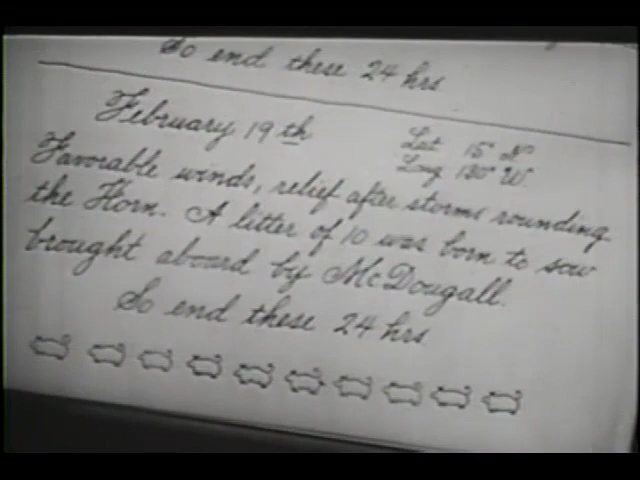 So end these 24 hrs
February 19th
Lat 15° N
Long 130° W.
Favorable winds, relief after storms rounding
the Horn. A litter of 10 was born to sow
brought aboard by McDougall.
So end these 24 hrs